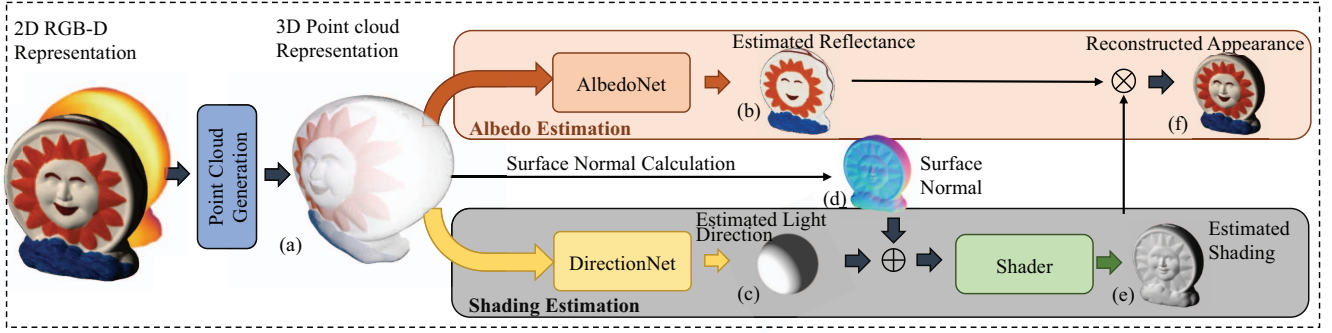 2D RGB-D
Representation
Point Cloud
Generation
(a)
3D Point cloud
Representation
AlbedoNet
Albedo Estimation
Estimated Reflectance
(b)
Reconstructed Appearance
(f)
Surface Normal Calculation
(d)
Surface
Normal
DirectionNet
Shading Estimation
Estimated Light
Direction
(c)
Shader
(e)
Estimated
Shading